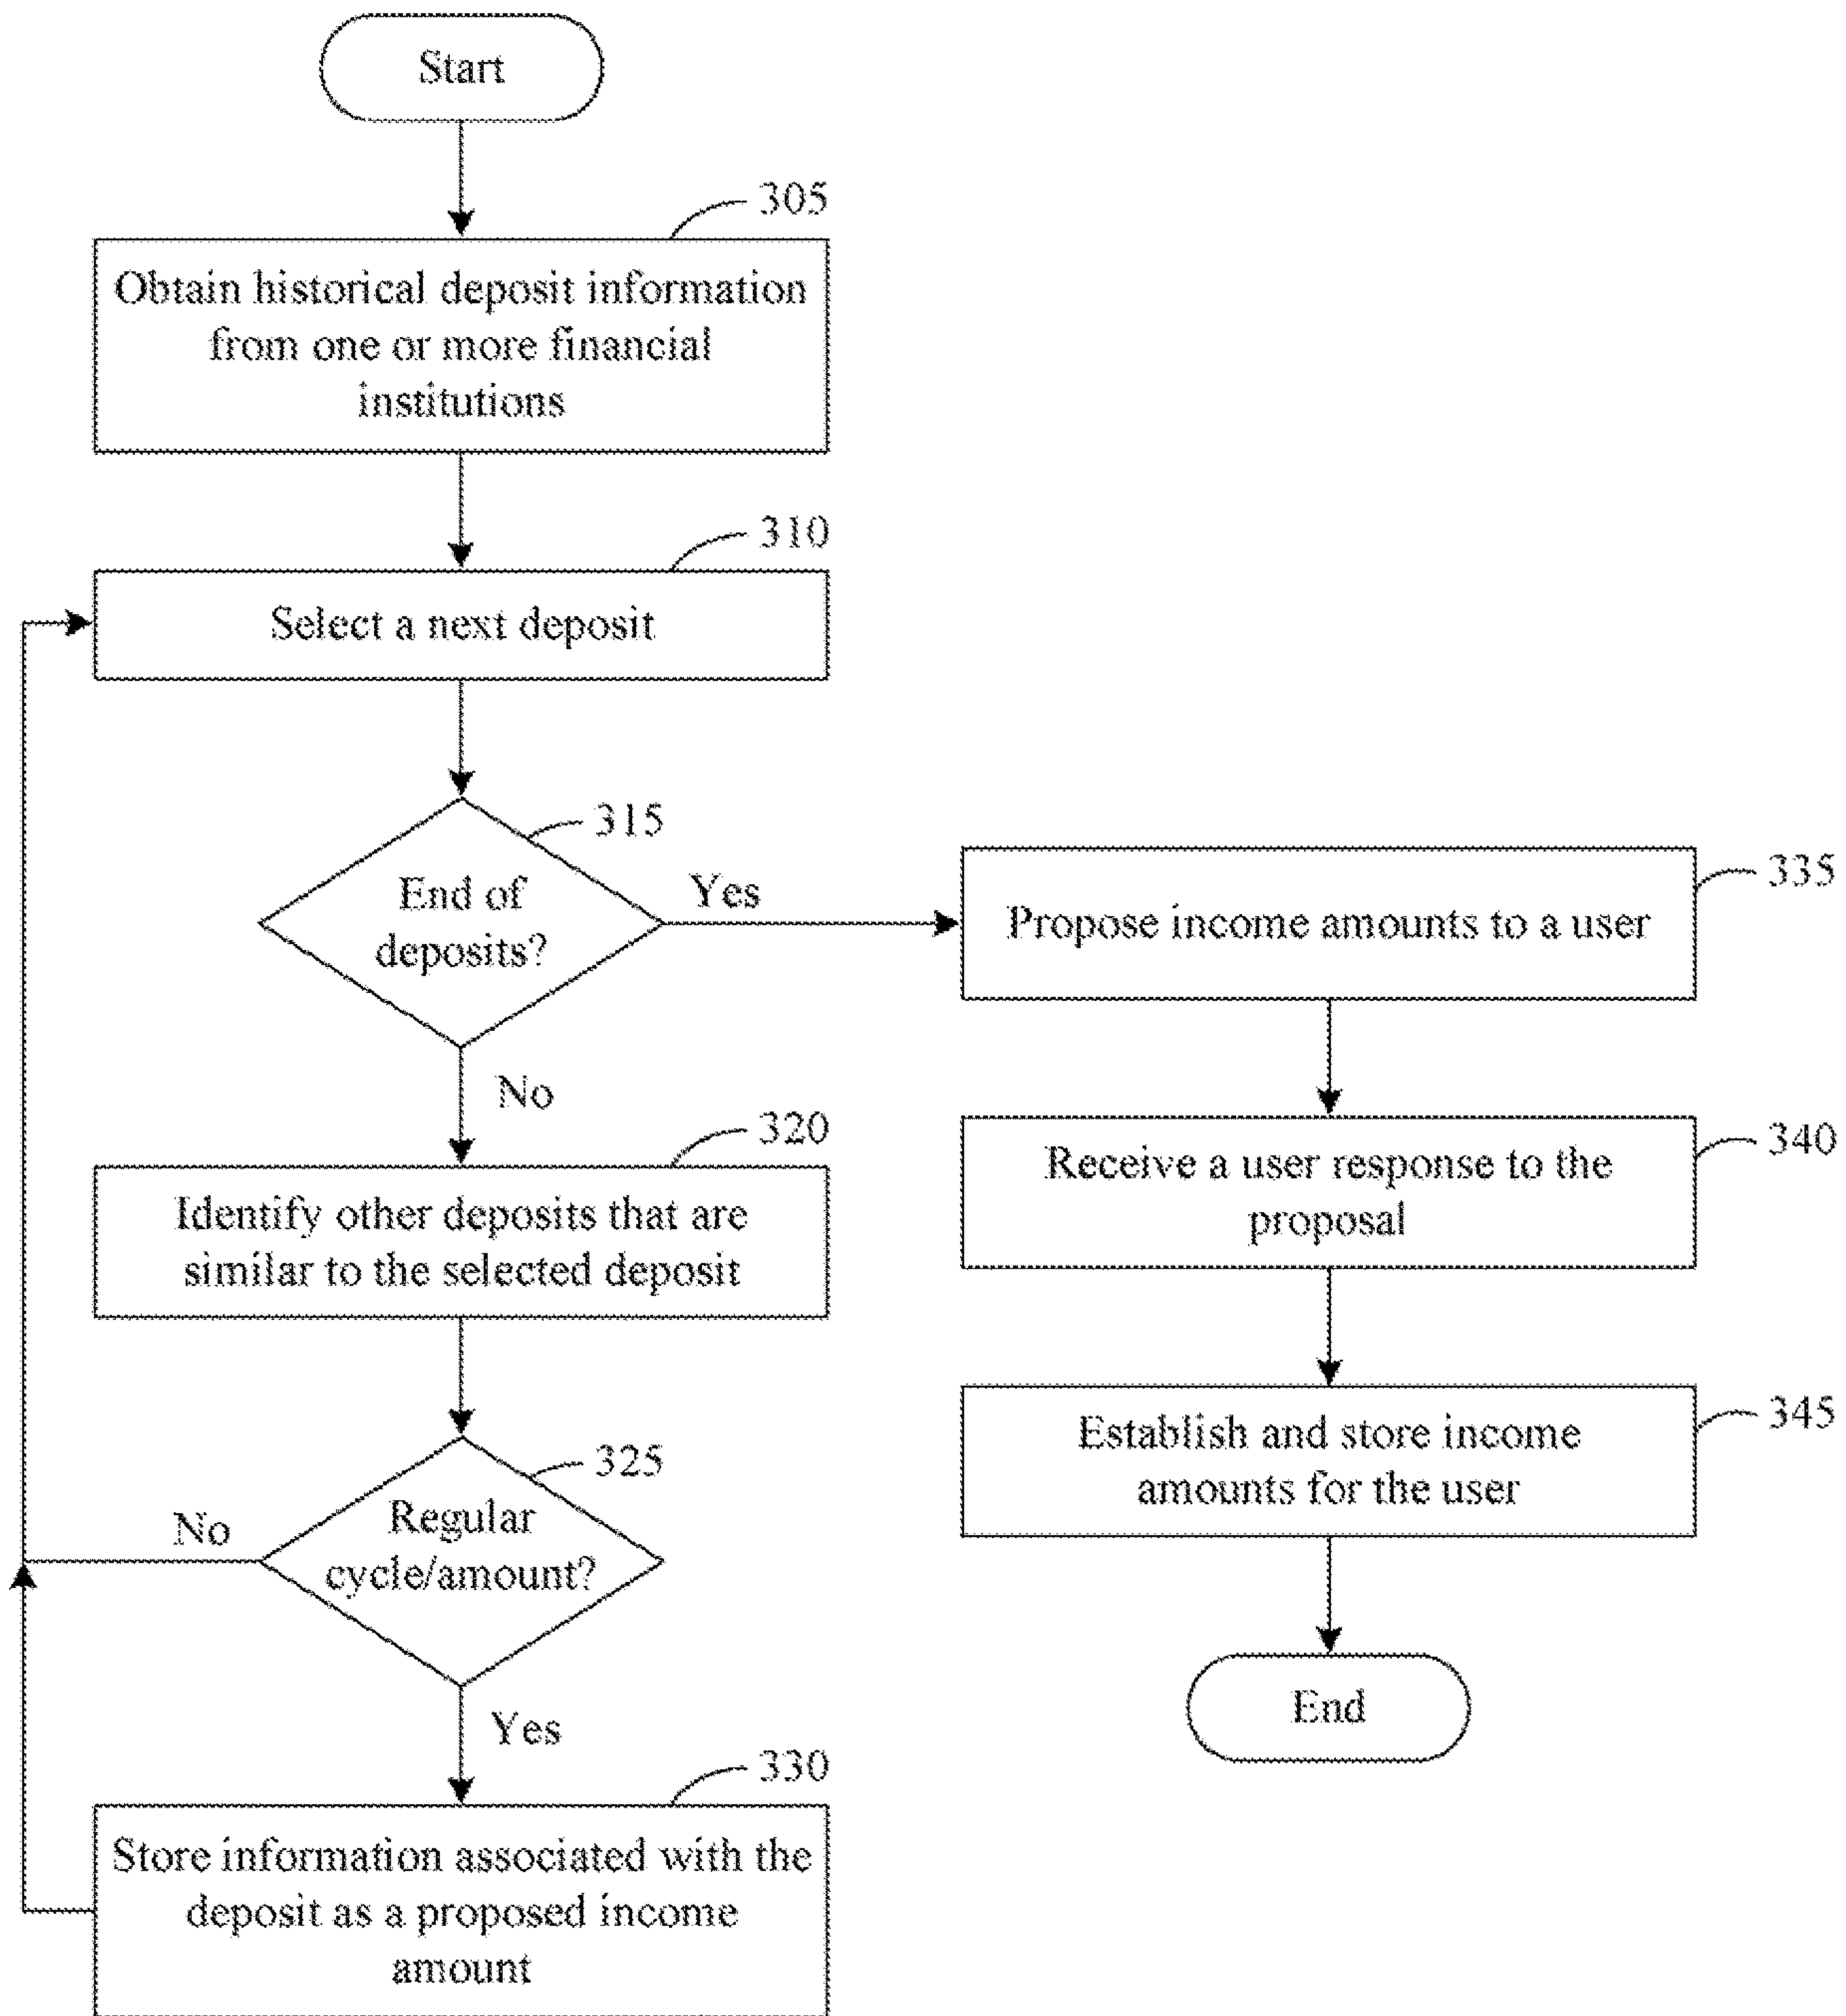 Start
305
Obtain historical deposit information
from one or more financial
institutions
310
Select a next deposit
315
End of
deposits?
Yes
No
320
Identify other deposits that are
similar to the selected deposit
325
Regular
cycle/amount?
No
Yes
330
Store information associated with the
deposit as a proposed income
amount
335
Propose income amounts to a user
340
Receive a user response to the
proposal
345
Establish and store income
amounts for the user
End